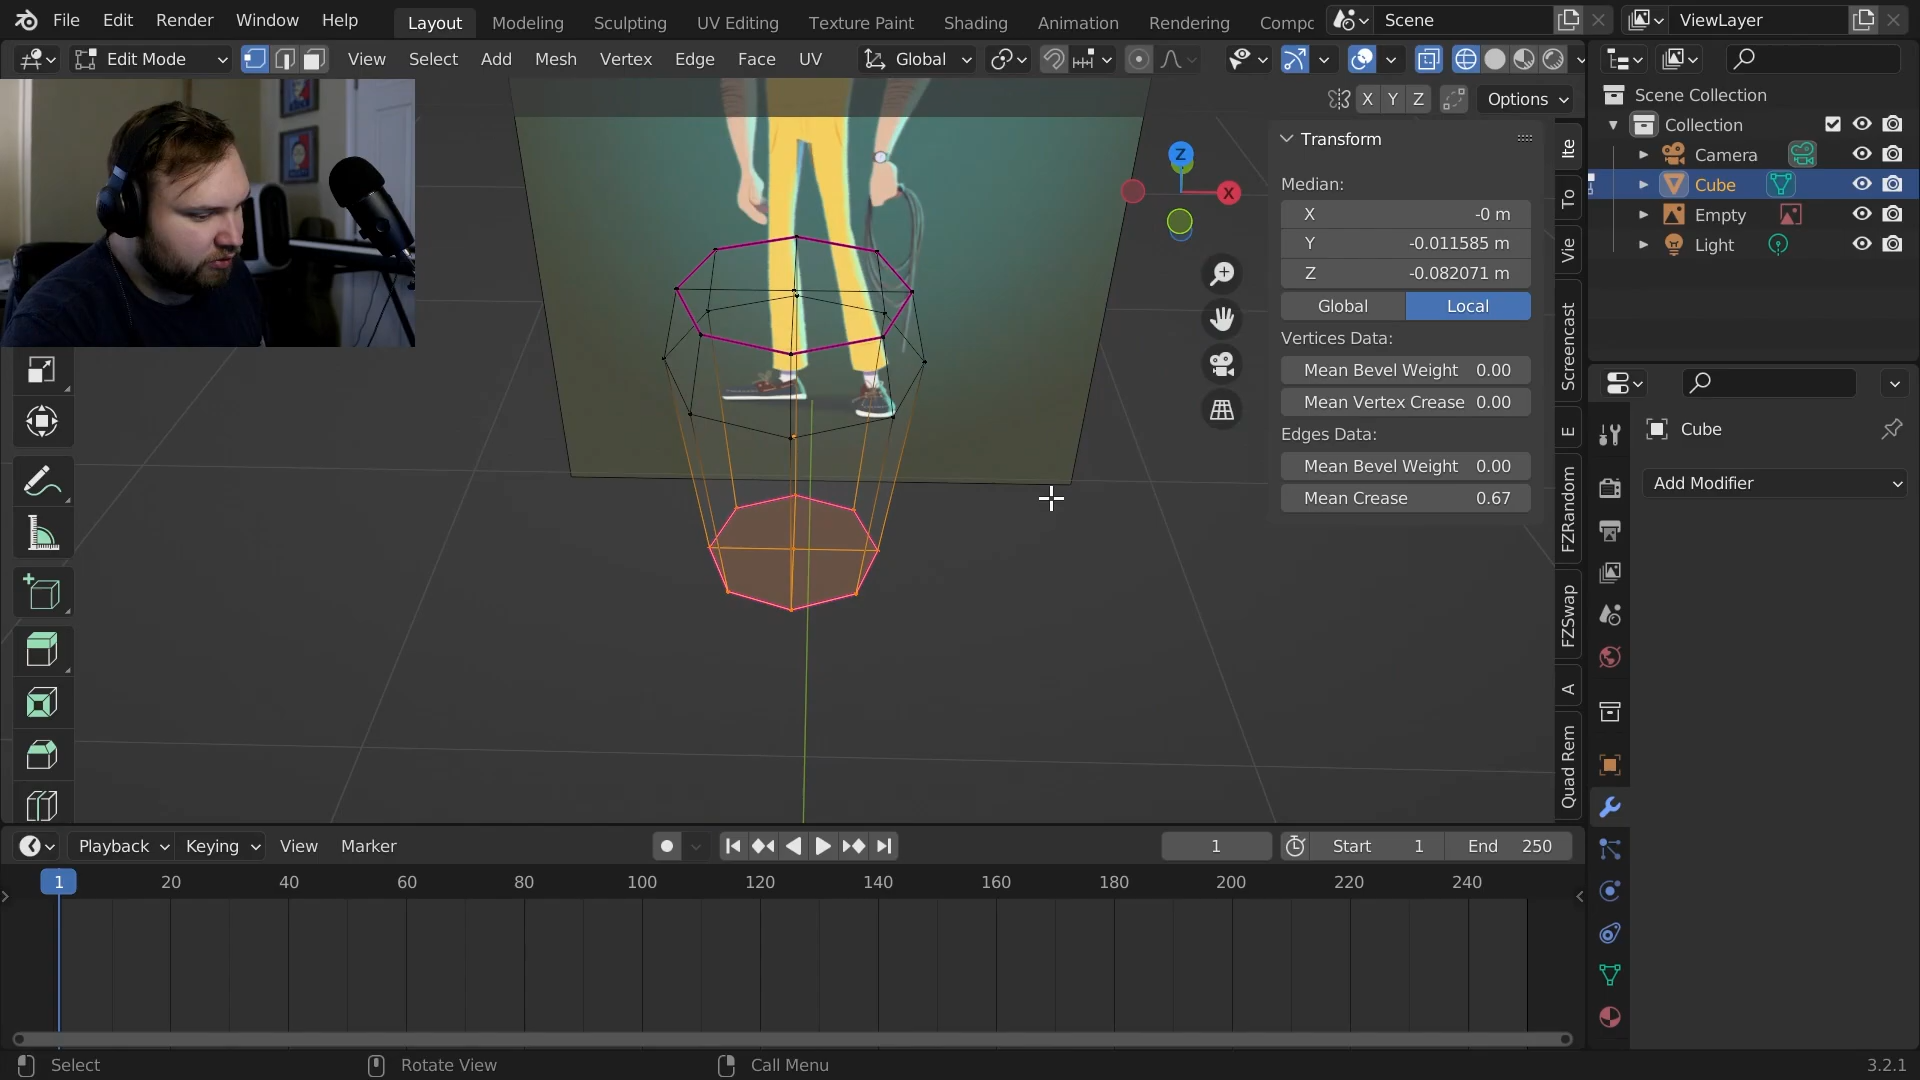 File Edit Render Window Help Layout Modeling Sculpting UV Editing Texture Paint Shading Animation Rendering Compc Scene ViewLayer
Edit Mode View Select Add Mesh Vertex Edge Face UV Global
X Y Z Options
Scene Collection
Collection
Camera
Cube
Empty
Light
Transform
Median:
X -0 m
Y -0.011585 m
Z -0.082071 m
Global Local
Vertices Data:
Mean Bevel Weight 0.00
Mean Vertex Crease 0.00
Edges Data:
Mean Bevel Weight 0.00
Mean Crease 0.67
Z
X
Ite
To
Vie
Screencast
E
FZRandom
FZSwap
A
Quad Rem
Cube
Add Modifier
Playback Keying View Marker 1 Start 1 End 250
1 20 40 60 80 100 120 140 160 180 200 220 240
Select Rotate View Call Menu 3.2.1